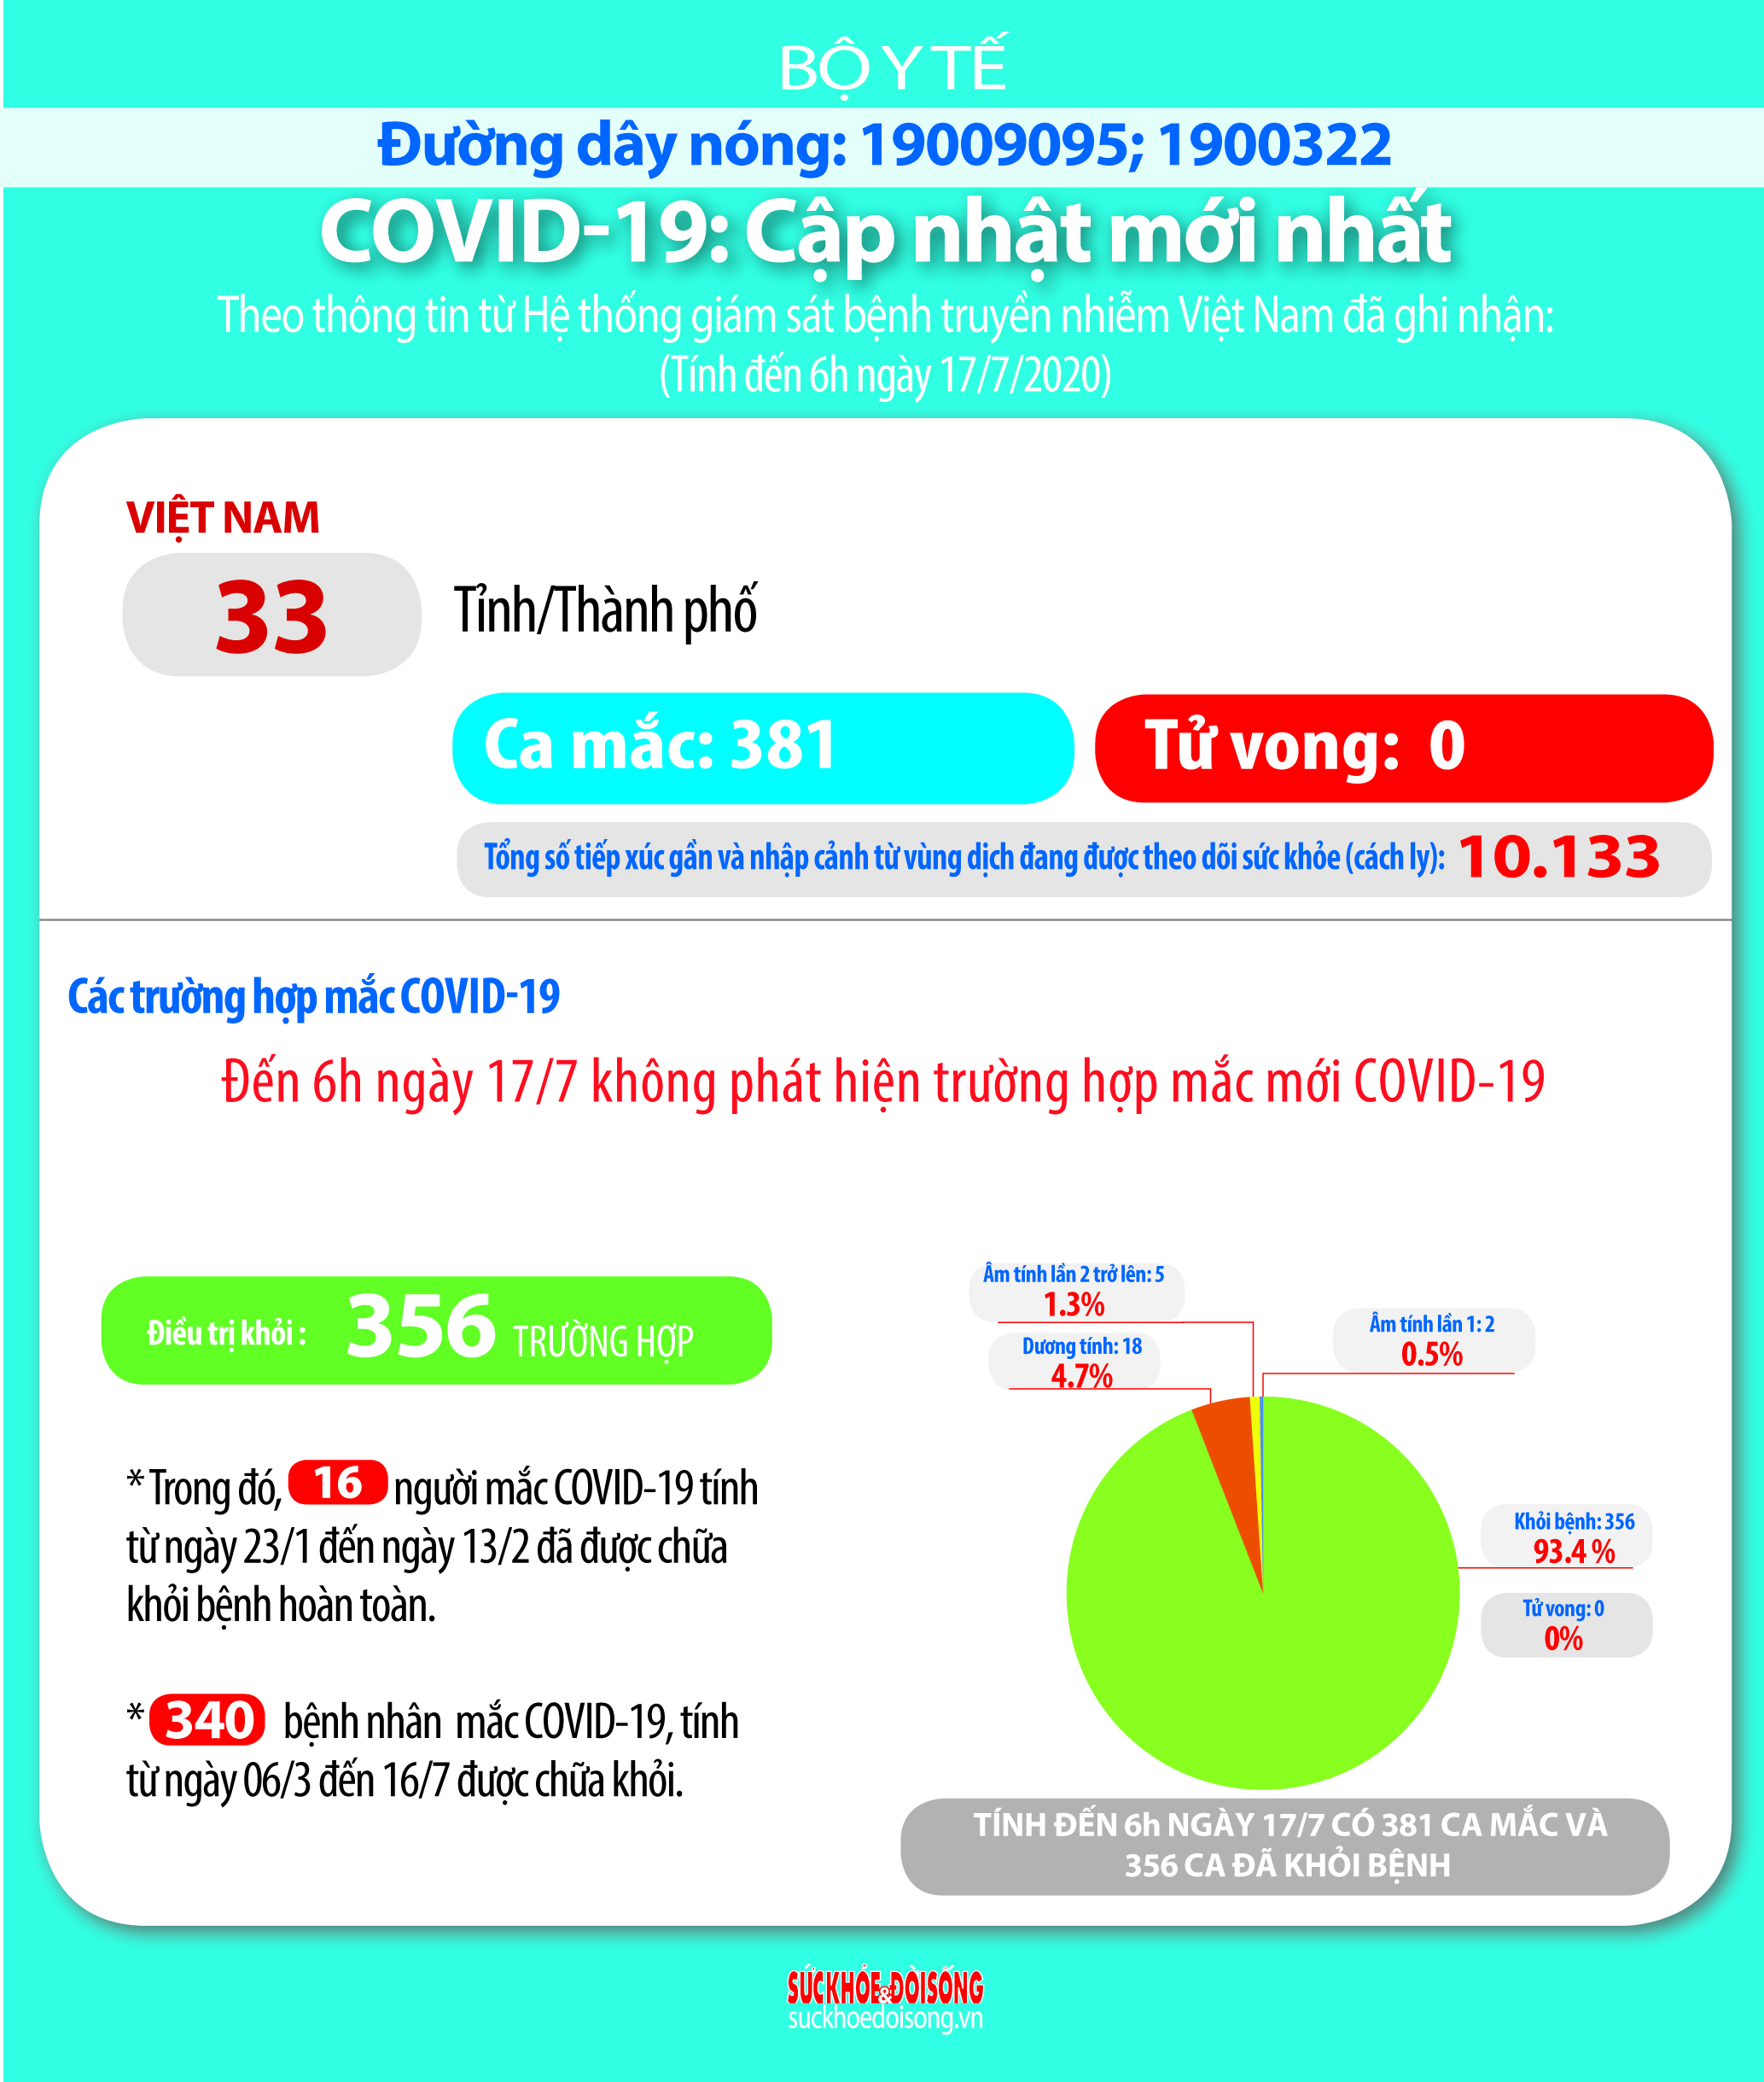 BỘ Y TẾ
Đường dây nóng: 19009095; 1900322
COVID-19: Cập nhật mới nhất
Theo thông tin từ Hệ thống giám sát bệnh truyền nhiễm Việt Nam đã ghi nhận:
(Tính đến 6h ngày 17/7/2020)
VIỆT NAM
33 Tỉnh/Thành phố
Ca mắc: 381
Tử vong: 0
Tổng số tiếp xúc gần và nhập cảnh từ vùng dịch đang được theo dõi sức khỏe (cách ly): 10.133
Các trường hợp mắc COVID-19
Đến 6h ngày 17/7 không phát hiện trường hợp mắc mới COVID-19
Điều trị khỏi : 356 TRƯỜNG HỢP
* Trong đó, 16 người mắc COVID-19 tính
từ ngày 23/1 đến ngày 13/2 đã được chữa
khỏi bệnh hoàn toàn.
* 340 bệnh nhân mắc COVID-19, tính
từ ngày 06/3 đến 16/7 được chữa khỏi.
Âm tính lần 2 trở lên: 5
1.3%
Dương tính: 18
4.7%
Âm tính lần 1: 2
0.5%
Khỏi bệnh: 356
93.4 %
Tử vong: 0
0%
TÍNH ĐẾN 6h NGÀY 17/7 CÓ 381 CA MẮC VÀ
356 CA ĐÃ KHỎI BỆNH
SỨC KHỎE & ĐỜI SỐNG
suckhoedoisong.vn